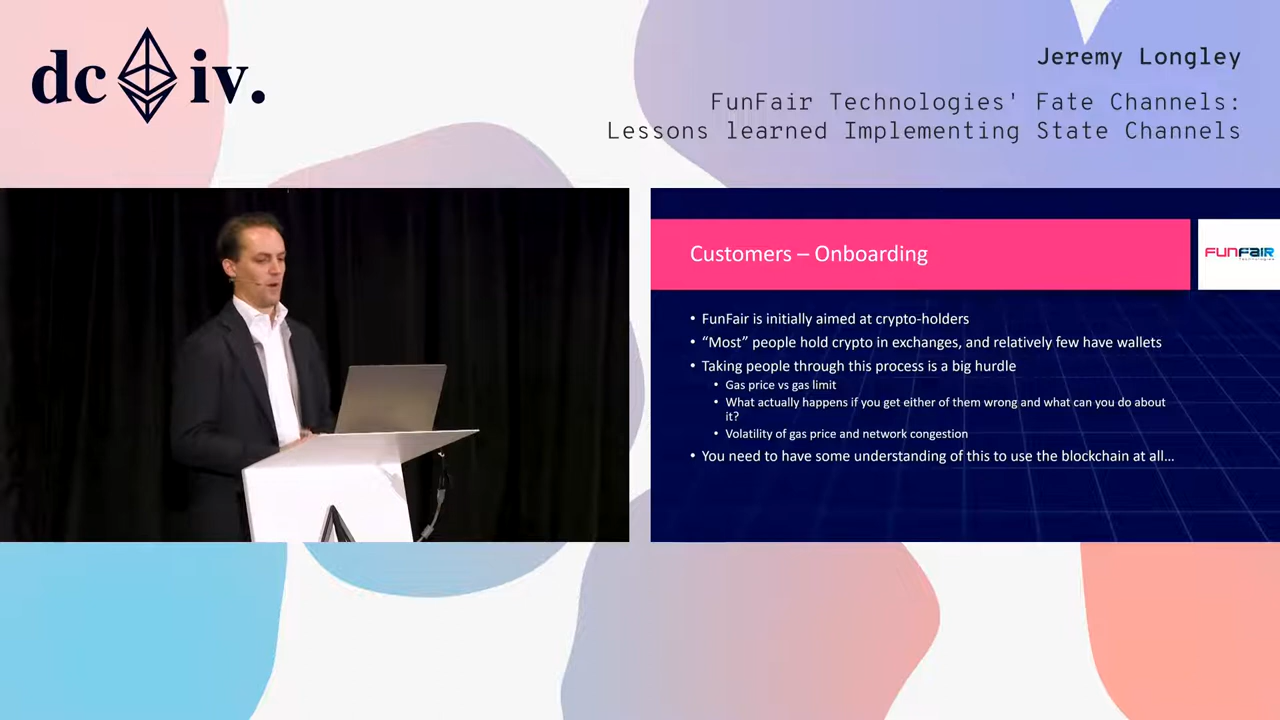 dc iv.
Jeremy Longley
FunFair Technologies' Fate Channels:
Lessons learned Implementing State Channels
Customers – Onboarding
FUNFAIR
Technologies
• FunFair is initially aimed at crypto-holders
• “Most” people hold crypto in exchanges, and relatively few have wallets
• Taking people through this process is a big hurdle
• Gas price vs gas limit
• What actually happens if you get either of them wrong and what can you do about
it?
• Volatility of gas price and network congestion
• You need to have some understanding of this to use the blockchain at all…